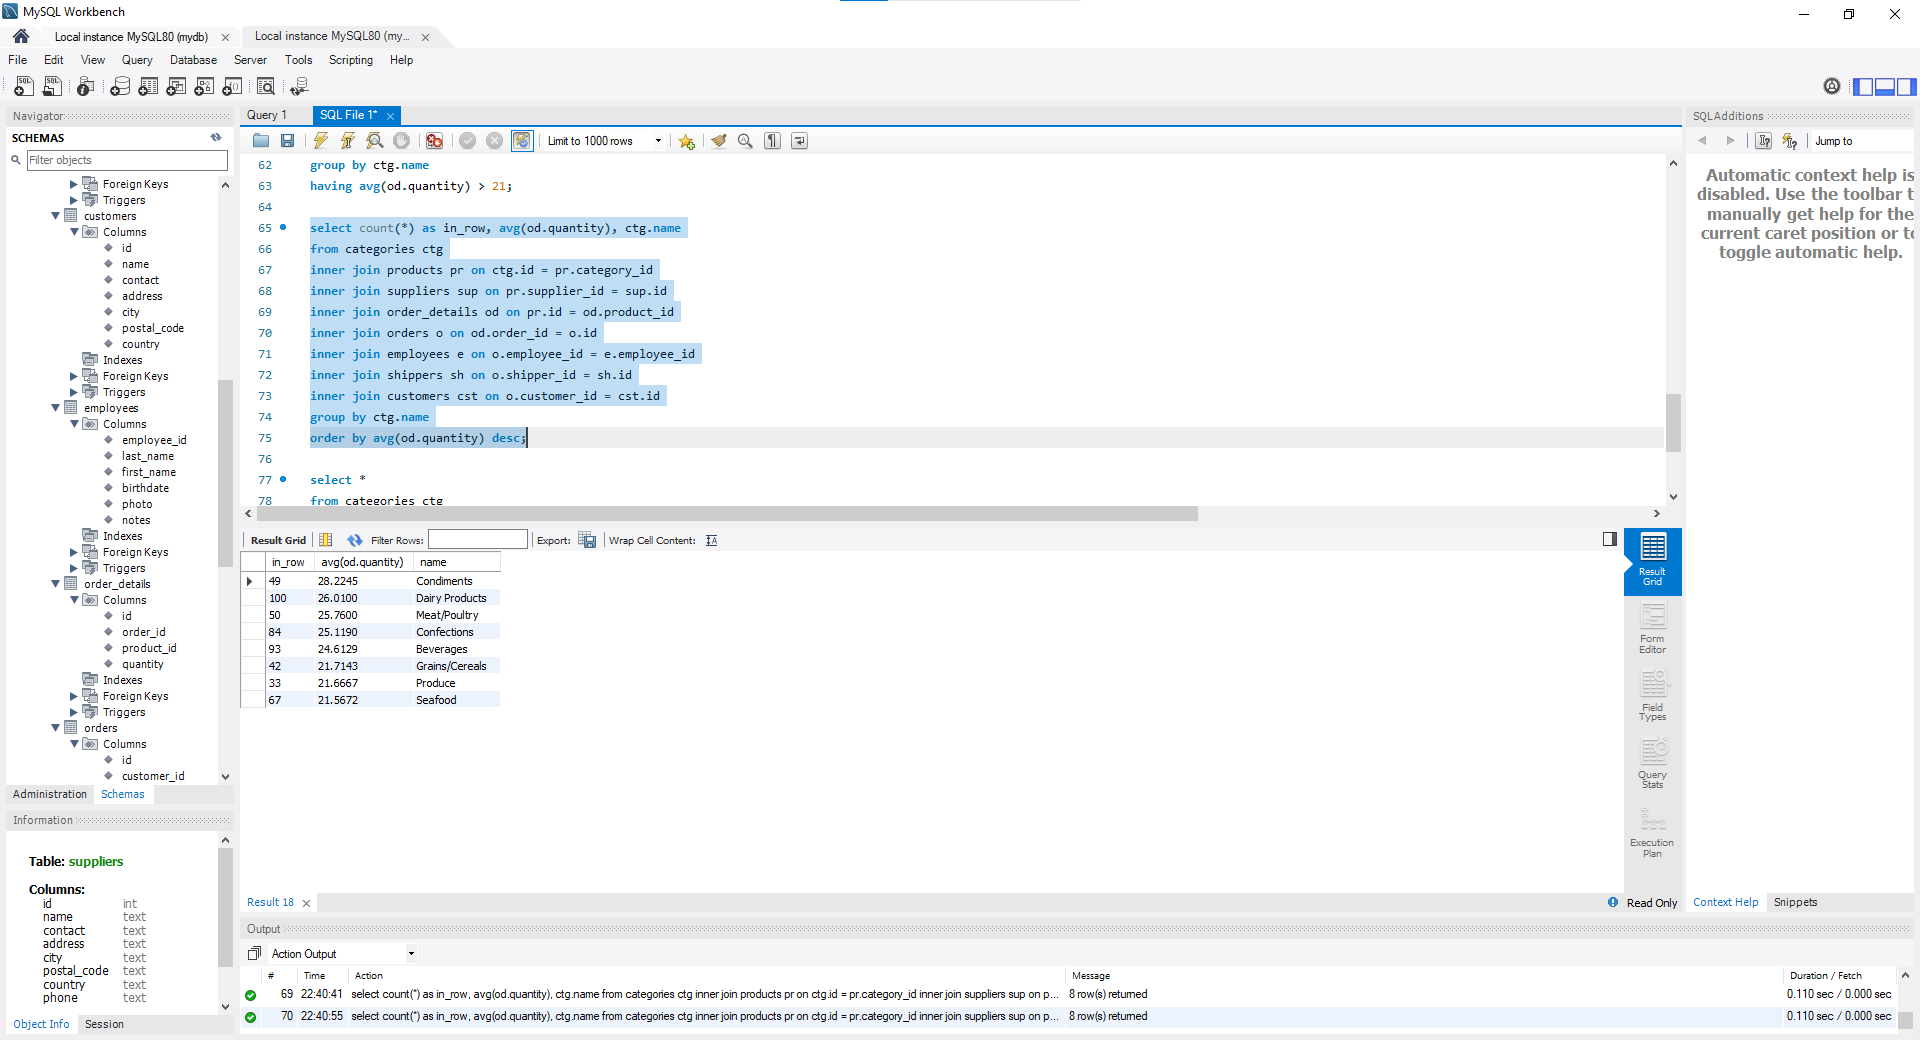 MySQL Workbench
Local instance MySQL80 (mydb)
Local instance MySQL80 (my...
File Edit View Query Database Server Tools Scripting Help
Navigator
SCHEMAS
Filter objects
Foreign Keys
Triggers
customers
Columns
id
name
contact
address
city
postal_code
country
Indexes
Foreign Keys
Triggers
employees
Columns
employee_id
last_name
first_name
birthdate
photo
notes
Indexes
Foreign Keys
Triggers
order_details
Columns
id
order_id
product_id
quantity
Indexes
Foreign Keys
Triggers
orders
Columns
id
customer_id
Administration Schemas
Information
Table: suppliers
Columns:
id int
name text
contact text
address text
city text
postal_code text
country text
phone text
Object Info Session
Query 1 SQL File 1*
Limit to 1000 rows
62 group by ctg.name
63 having avg(od.quantity) > 21;
64
65 select count(*) as in_row, avg(od.quantity), ctg.name
66 from categories ctg
67 inner join products pr on ctg.id = pr.category_id
68 inner join suppliers sup on pr.supplier_id = sup.id
69 inner join order_details od on pr.id = od.product_id
70 inner join orders o on od.order_id = o.id
71 inner join employees e on o.employee_id = e.employee_id
72 inner join shippers sh on o.shipper_id = sh.id
73 inner join customers cst on o.customer_id = cst.id
74 group by ctg.name
75 order by avg(od.quantity) desc;
76
77 select *
78 from categories ctg
Result Grid Filter Rows: Export: Wrap Cell Content:
in_row avg(od.quantity) name
49 28.2245 Condiments
100 26.0100 Dairy Products
50 25.7600 Meat/Poultry
84 25.1190 Confections
93 24.6129 Beverages
42 21.7143 Grains/Cereals
33 21.6667 Produce
67 21.5672 Seafood
Result
Grid
Form
Editor
Field
Types
Query
Stats
Execution
Plan
Result 18
Read Only
SQLAdditions
Jump to
Automatic context help is
disabled. Use the toolbar t
manually get help for the
current caret position or to
toggle automatic help.
Context Help Snippets
Output
Action Output
# Time Action Message Duration / Fetch
69 22:40:41 select count(*) as in_row, avg(od.quantity), ctg.name from categories ctg inner join products pr on ctg.id = pr.category_id inner join suppliers sup on p... 8 row(s) returned 0.110 sec / 0.000 sec
70 22:40:55 select count(*) as in_row, avg(od.quantity), ctg.name from categories ctg inner join products pr on ctg.id = pr.category_id inner join suppliers sup on p... 8 row(s) returned 0.110 sec / 0.000 sec